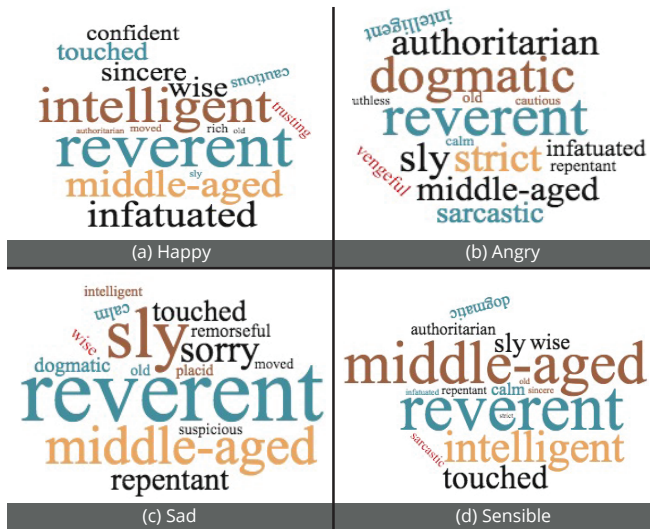 confident
touched
sincere
wise
cautious
intelligent
trusting
authoritarian moved rich old
reverent
sly
middle-aged
infatuated
(a) Happy
intelligent
authoritarian
dogmatic
uthless old cautious
reverent
calm
sly strict infatuated
repentant
vengeful
middle-aged
sarcastic
(b) Angry
intelligent
calm touched
sly remorseful
wise sorry
dogmatic old placid moved
reverent
suspicious
middle-aged
repentant
(c) Sad
dogmatic
authoritarian
sly wise
middle-aged
old
infatuated repentant calm sincere
reverent
strict
sarcastic intelligent
touched
(d) Sensible